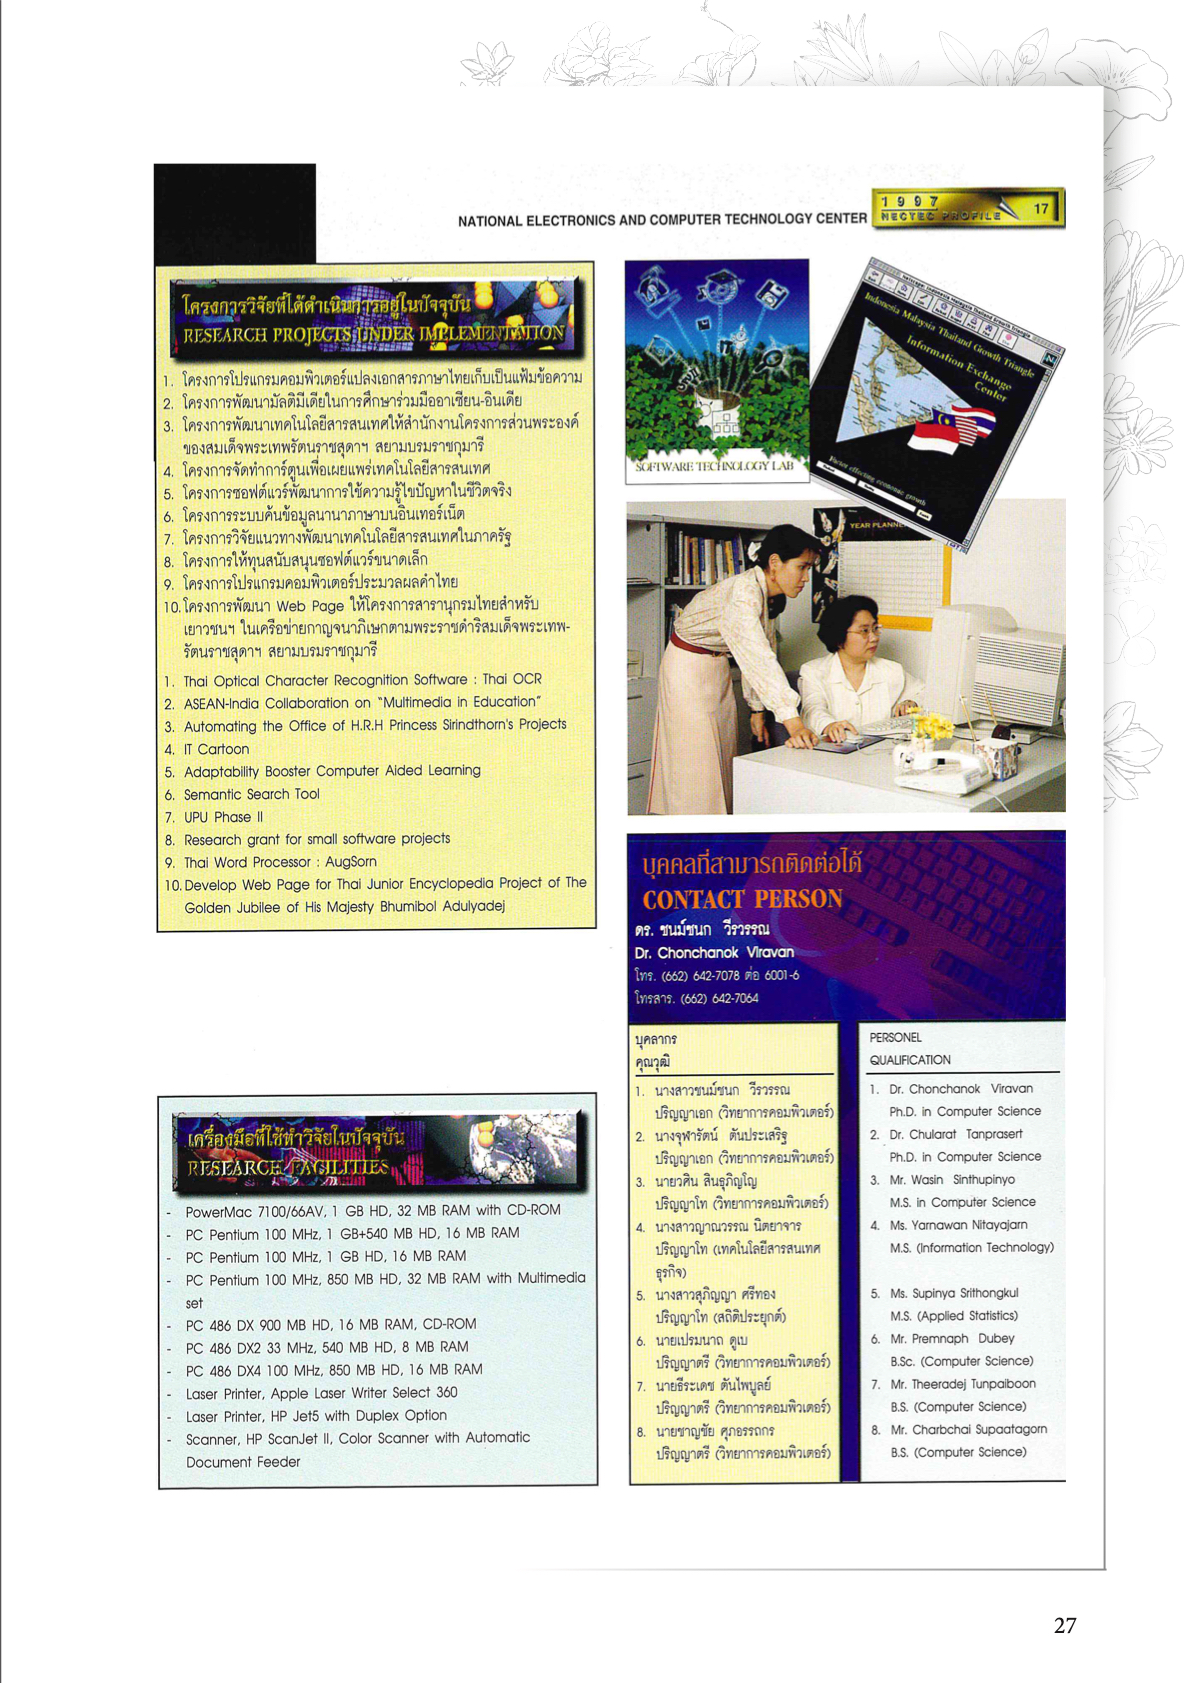 NATIONAL ELECTRONICS AND COMPUTER TECHNOLOGY CENTER
1997
NECTEC PROFILE
17
โครงการวิจัยที่ได้ดำเนินการอยู่ในปัจจุบัน
RESEARCH PROJECTS UNDER IMPLEMENTATION
1. โครงการโปรแกรมคอมพิวเตอร์แปลงเอกสารภาษาไทยเก็บเป็นแฟ้มข้อความ
2. โครงการพัฒนามัลติมีเดียในการศึกษาร่วมมืออาเซียน-อินเดีย
3. โครงการพัฒนาเทคโนโลยีสารสนเทศให้สำนักงานโครงการส่วนพระองค์
ของสมเด็จพระเทพรัตนราชสุดาฯ สยามบรมราชกุมารี
4. โครงการจัดทำการ์ตูนเพื่อเผยแพร่เทคโนโลยีสารสนเทศ
5. โครงการซอฟต์แวร์พัฒนาการใช้ความรู้ไขปัญหาในชีวิตจริง
6. โครงการระบบค้นข้อมูลนานาภาษาบนอินเทอร์เน็ต
7. โครงการวิจัยแนวทางพัฒนาเทคโนโลยีสารสนเทศในภาครัฐ
8. โครงการให้ทุนสนับสนุนซอฟต์แวร์ขนาดเล็ก
9. โครงการโปรแกรมคอมพิวเตอร์ประมวลผลคำไทย
10. โครงการพัฒนา Web Page ให้โครงการสารานุกรมไทยสำหรับ
เยาวชนฯ ในเครือข่ายกาญจนาภิเษกตามพระราชดำริสมเด็จพระเทพ-
รัตนราชสุดาฯ สยามบรมราชกุมารี
1. Thai Optical Character Recognition Software : Thai OCR
2. ASEAN-India Collaboration on "Multimedia in Education"
3. Automating the Office of H.R.H Princess Sirindthorn's Projects
4. IT Cartoon
5. Adaptability Booster Computer Aided Learning
6. Semantic Search Tool
7. UPU Phase II
8. Research grant for small software projects
9. Thai Word Processor : AugSorn
10. Develop Web Page for Thai Junior Encyclopedia Project of The
Golden Jubilee of His Majesty Bhumibol Adulyadej
SOFTWARE TECHNOLOGY LAB
Indonesia Malaysia Thailand Growth Triangle
Information Exchange
Center
Factor effecting economic growth
YEAR PLANNER
บุคคลที่สามารถติดต่อได้
CONTACT PERSON
ดร. ชนม์ชนก วีรวรรณ
Dr. Chonchanok Viravan
โทร. (662) 642-7078 ต่อ 6001-6
โทรสาร. (662) 642-7064
บุคลากร
คุณวุฒิ
1. นางสาวชนม์ชนก วีรวรรณ
ปริญญาเอก (วิทยาการคอมพิวเตอร์)
2. นางจุฬารัตน์ ตันประเสริฐ
ปริญญาเอก (วิทยาการคอมพิวเตอร์)
3. นายวศิน สินธุภิญโญ
ปริญญาโท (วิทยาการคอมพิวเตอร์)
4. นางสาวญาณวรรณ นิตยาจาร
ปริญญาโท (เทคโนโลยีสารสนเทศ
ธุรกิจ)
5. นางสาวสุภิญญา ศรีทอง
ปริญญาโท (สถิติประยุกต์)
6. นายเปรมนาถ ดูเบ
ปริญญาตรี (วิทยาการคอมพิวเตอร์)
7. นายธีระเดช ตันไพบูลย์
ปริญญาตรี (วิทยาการคอมพิวเตอร์)
8. นายชาญชัย ศุภอรรถกร
ปริญญาตรี (วิทยาการคอมพิวเตอร์)
PERSONEL
QUALIFICATION
1. Dr. Chonchanok Viravan
Ph.D. in Computer Science
2. Dr. Chularat Tanprasert
Ph.D. in Computer Science
3. Mr. Wasin Sinthupinyo
M.S. in Computer Science
4. Ms. Yarnawan Nitayajarn
M.S. (Information Technology)
5. Ms. Supinya Srithongkul
M.S. (Applied Statistics)
6. Mr. Premnaph Dubey
B.Sc. (Computer Science)
7. Mr. Theeradej Tunpaiboon
B.S. (Computer Science)
8. Mr. Charbchai Supaatagorn
B.S. (Computer Science)
เครื่องมือที่ใช้ทำวิจัยในปัจจุบัน
RESEARCH FACILITIES
- PowerMac 7100/66AV, 1 GB HD, 32 MB RAM with CD-ROM
- PC Pentium 100 MHz, 1 GB+540 MB HD, 16 MB RAM
- PC Pentium 100 MHz, 1 GB HD, 16 MB RAM
- PC Pentium 100 MHz, 850 MB HD, 32 MB RAM with Multimedia
set
- PC 486 DX 900 MB HD, 16 MB RAM, CD-ROM
- PC 486 DX2 33 MHz, 540 MB HD, 8 MB RAM
- PC 486 DX4 100 MHz, 850 MB HD, 16 MB RAM
- Laser Printer, Apple Laser Writer Select 360
- Laser Printer, HP Jet5 with Duplex Option
- Scanner, HP ScanJet II, Color Scanner with Automatic
Document Feeder
27